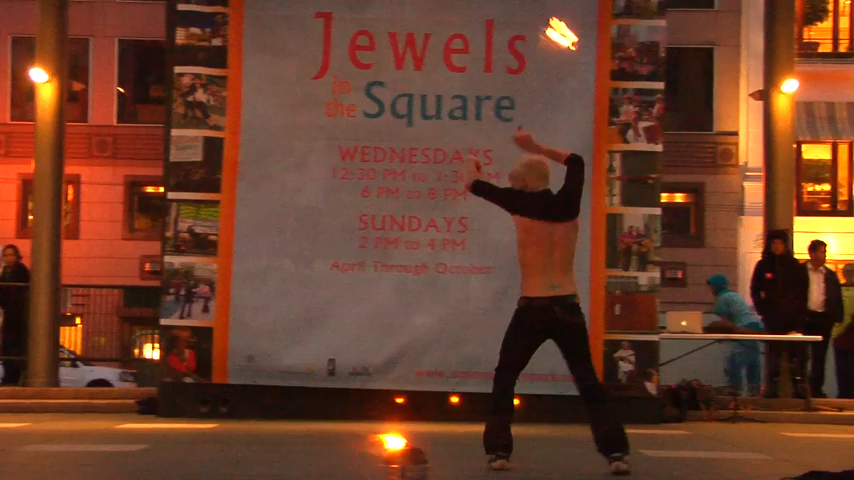 Jewels
in
the Square
WEDNESDAYS
12:30 PM to 1:30 PM
6 PM to 8 PM
SUNDAYS
2 PM to 4 PM
April Through October